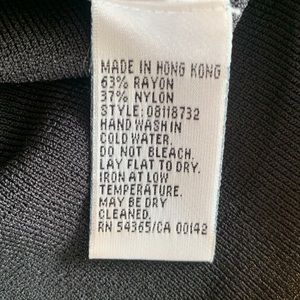 MADE IN HONG KONG
63% RAYON
37% NYLON
STYLE: 08118732
HAND WASH IN
COLD WATER.
DO NOT BLEACH.
LAY FLAT TO DRY.
IRON AT LOW
TEMPERATURE.
MAY BE DRY
CLEANED.
RN 54365/CA 00142